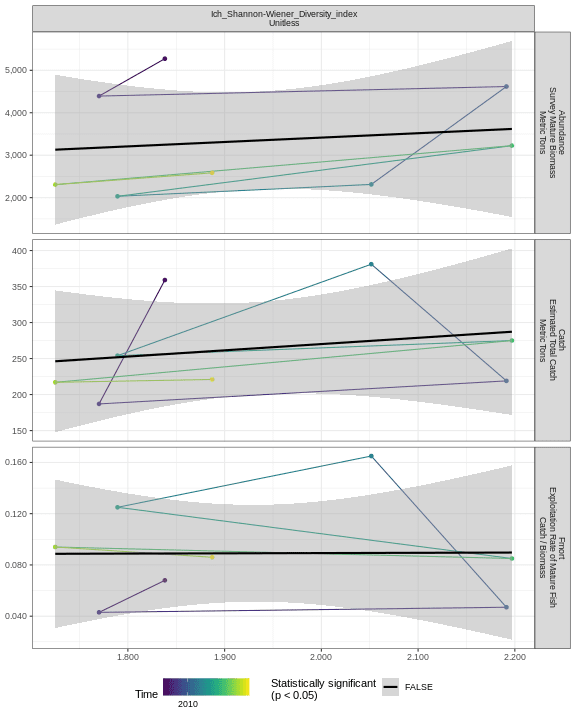 Ich_Shannon-Wiener_Diversity_index
Unitless
5,000
4,000
3,000
2,000
Abundance
Survey Mature Biomass
Metric Tons
400
350
300
250
200
150
Catch
Estimated Total Catch
Metric Tons
0.160
0.120
0.080
0.040
Fmort
Exploitation Rate of Mature Fish
Catch / Biomass
1.800
1.900
2.000
2.100
2.200
Time
2010
Statistically significant
(p < 0.05)
FALSE